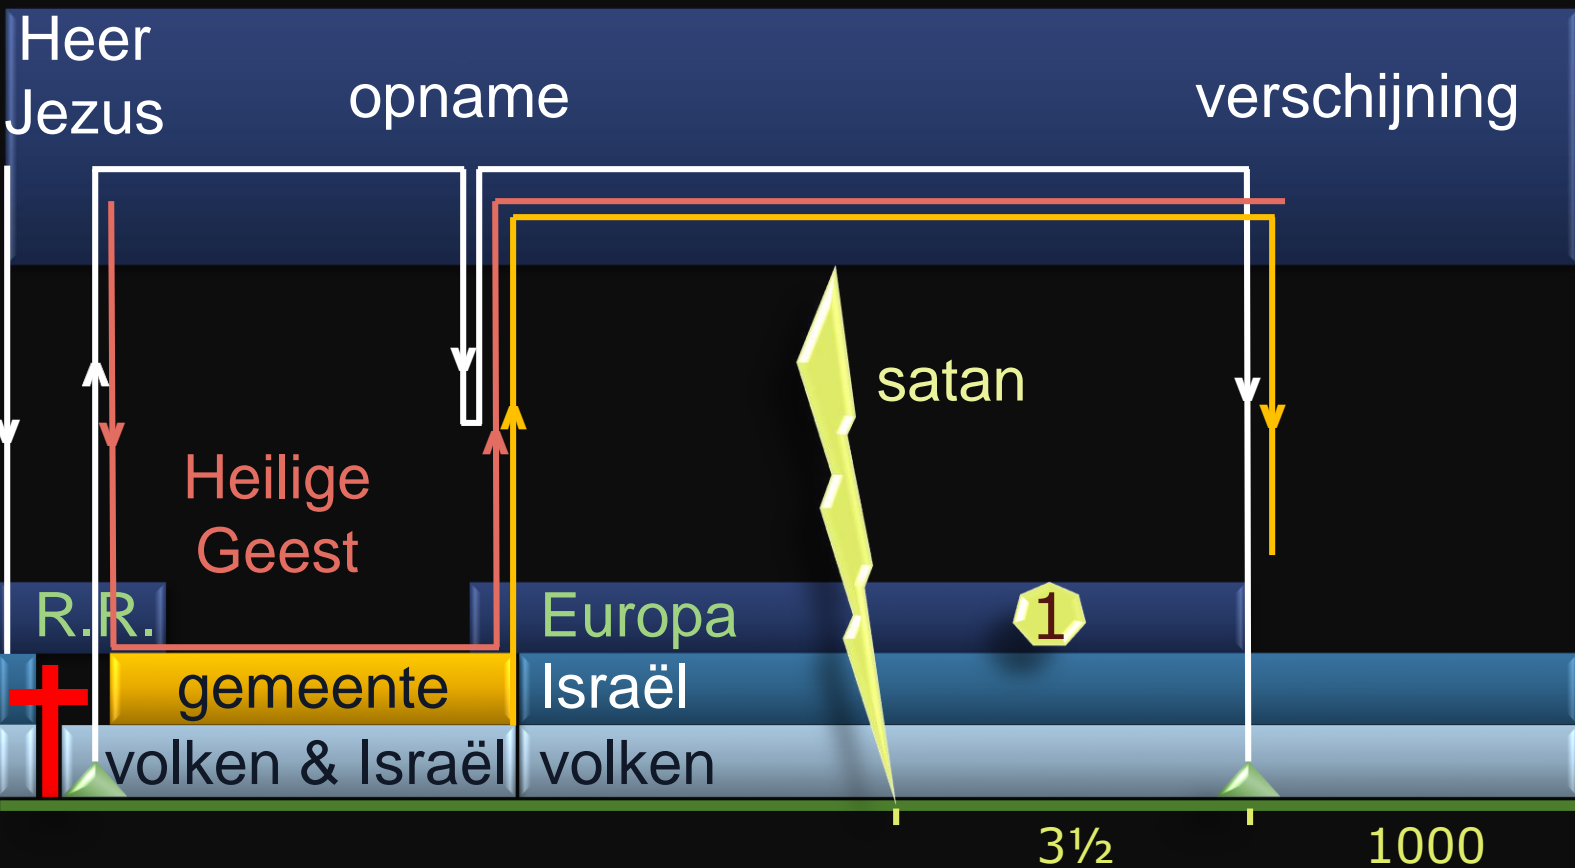 Heer
Jezus
opname
verschijning
satan
Heilige
Geest
R.R.
Europa
1
gemeente
Israël
volken & Israël
volken
3½
1000